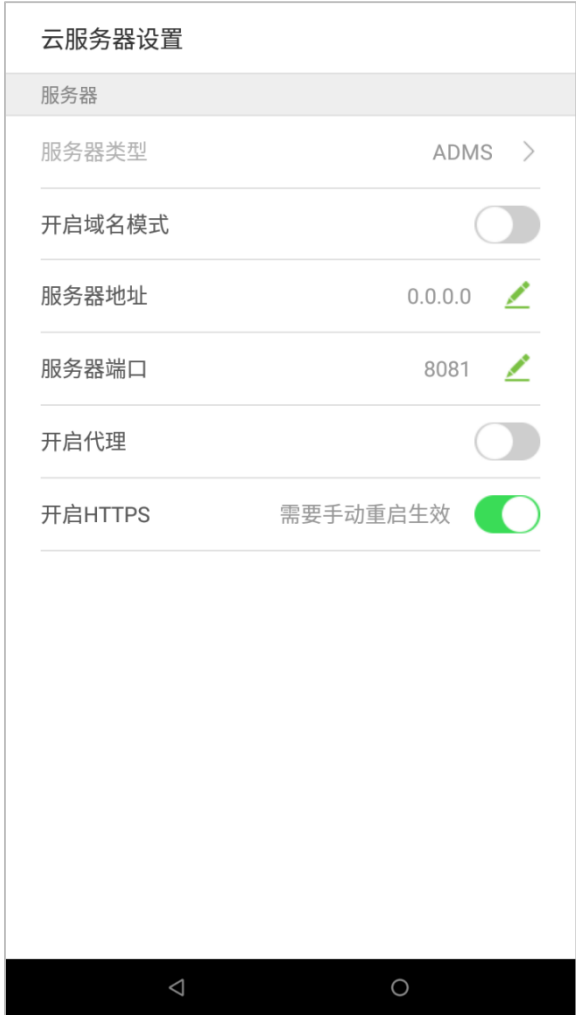 云服务器设置
服务器
服务器类型 ADMS
开启域名模式
服务器地址 0.0.0.0
服务器端口 8081
开启代理
开启HTTPS 需要手动重启生效